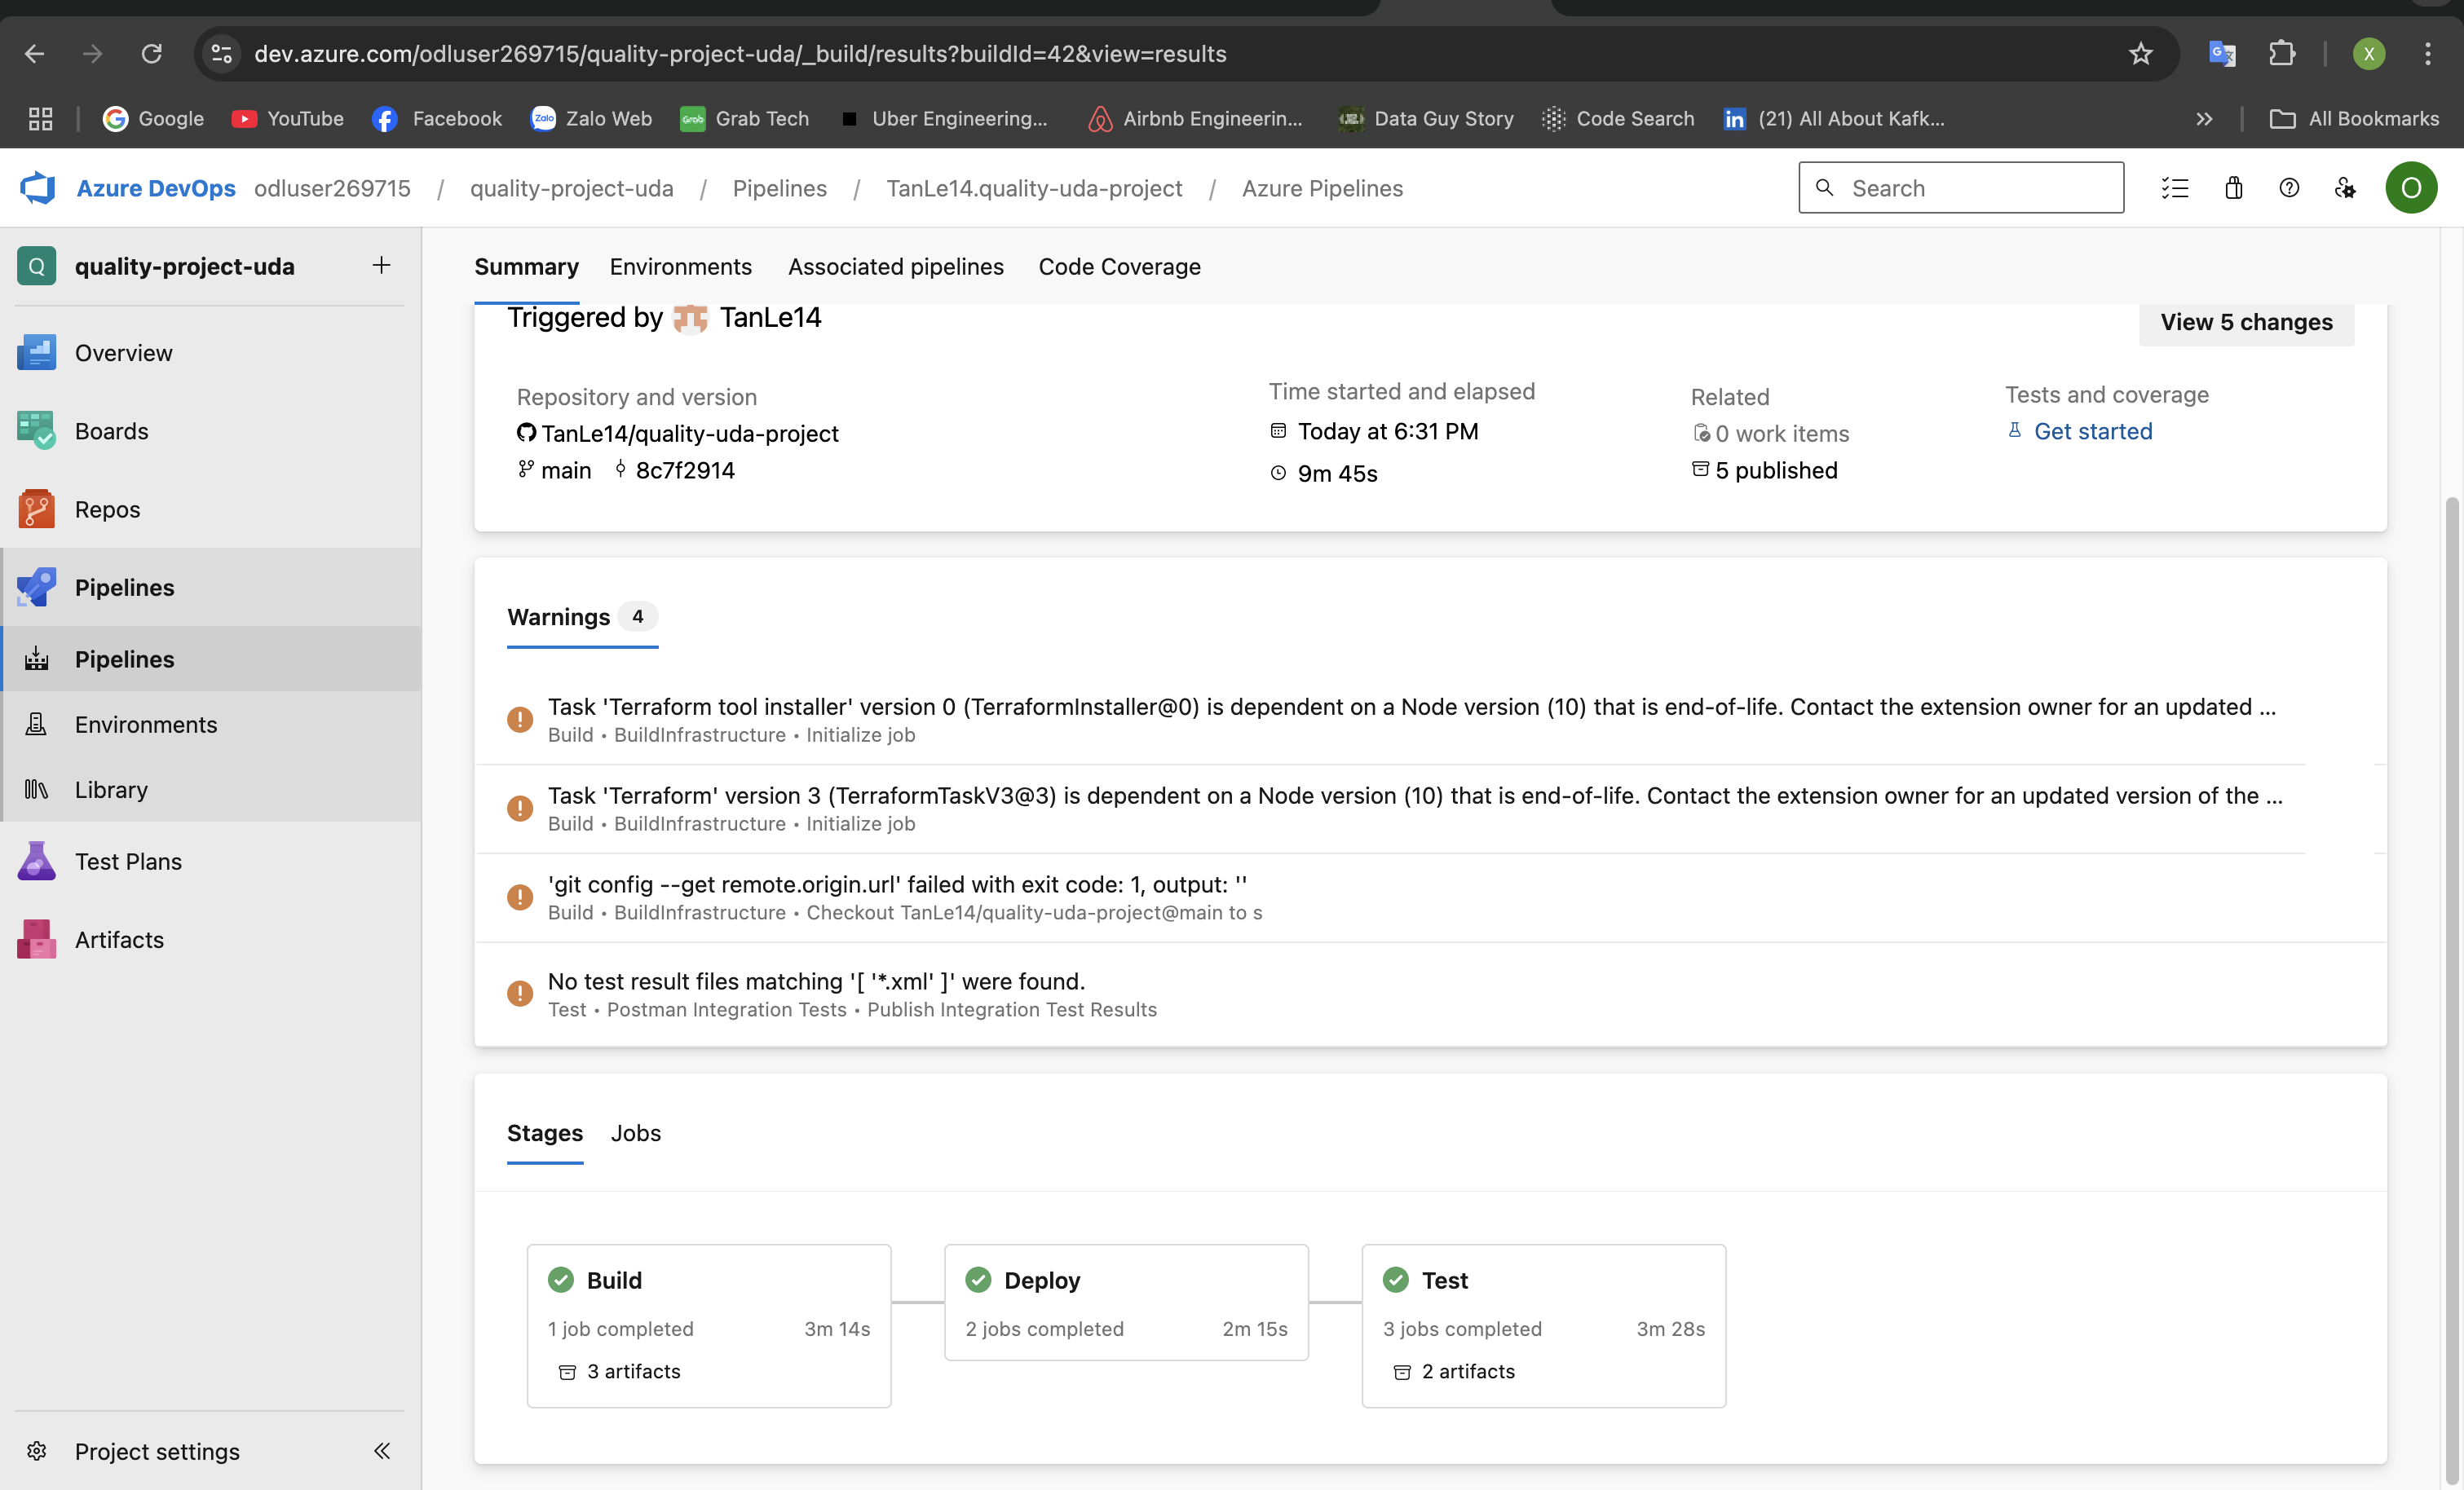 dev.azure.com/odluser269715/quality-project-uda/_build/results?buildId=42&view=results
X
Google
YouTube
Facebook
Zalo Web
Grab Tech
Uber Engineering...
Airbnb Engineerin...
Data Guy Story
Code Search
(21) All About Kafk...
All Bookmarks
Azure DevOps
odluser269715 / quality-project-uda / Pipelines / TanLe14.quality-uda-project / Azure Pipelines
Search
O
Q
quality-project-uda
Overview
Boards
Repos
Pipelines
Pipelines
Environments
Library
Test Plans
Artifacts
Project settings
Summary
Environments
Associated pipelines
Code Coverage
Triggered by TanLe14
View 5 changes
Repository and version
TanLe14/quality-uda-project
main 8c7f2914
Time started and elapsed
Today at 6:31 PM
9m 45s
Related
0 work items
5 published
Tests and coverage
Get started
Warnings 4
Task 'Terraform tool installer' version 0 (TerraformInstaller@0) is dependent on a Node version (10) that is end-of-life. Contact the extension owner for an updated ...
Build • BuildInfrastructure • Initialize job
Task 'Terraform' version 3 (TerraformTaskV3@3) is dependent on a Node version (10) that is end-of-life. Contact the extension owner for an updated version of the ...
Build • BuildInfrastructure • Initialize job
'git config --get remote.origin.url' failed with exit code: 1, output: ''
Build • BuildInfrastructure • Checkout TanLe14/quality-uda-project@main to s
No test result files matching '[ '*.xml' ]' were found.
Test • Postman Integration Tests • Publish Integration Test Results
Stages
Jobs
Build
1 job completed 3m 14s
3 artifacts
Deploy
2 jobs completed 2m 15s
Test
3 jobs completed 3m 28s
2 artifacts